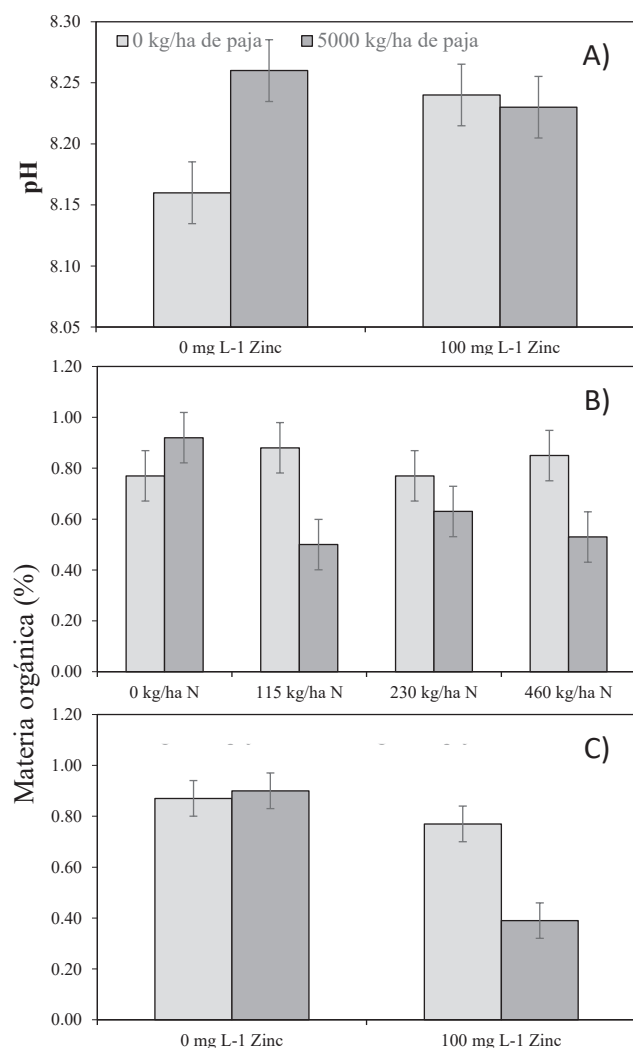 8.30
0 kg/ha de paja 5000 kg/ha de paja
A)
8.25
8.20
pH
8.15
8.10
8.05
0 mg L-1 Zinc 100 mg L-1 Zinc
1.20
B)
1.00
0.80
0.60
0.40
0.20
0.00
0 kg/ha N 115 kg/ha N 230 kg/ha N 460 kg/ha N
Materia orgánica (%)
1.20
C)
1.00
0.80
0.60
0.40
0.20
0.00
0 mg L-1 Zinc 100 mg L-1 Zinc